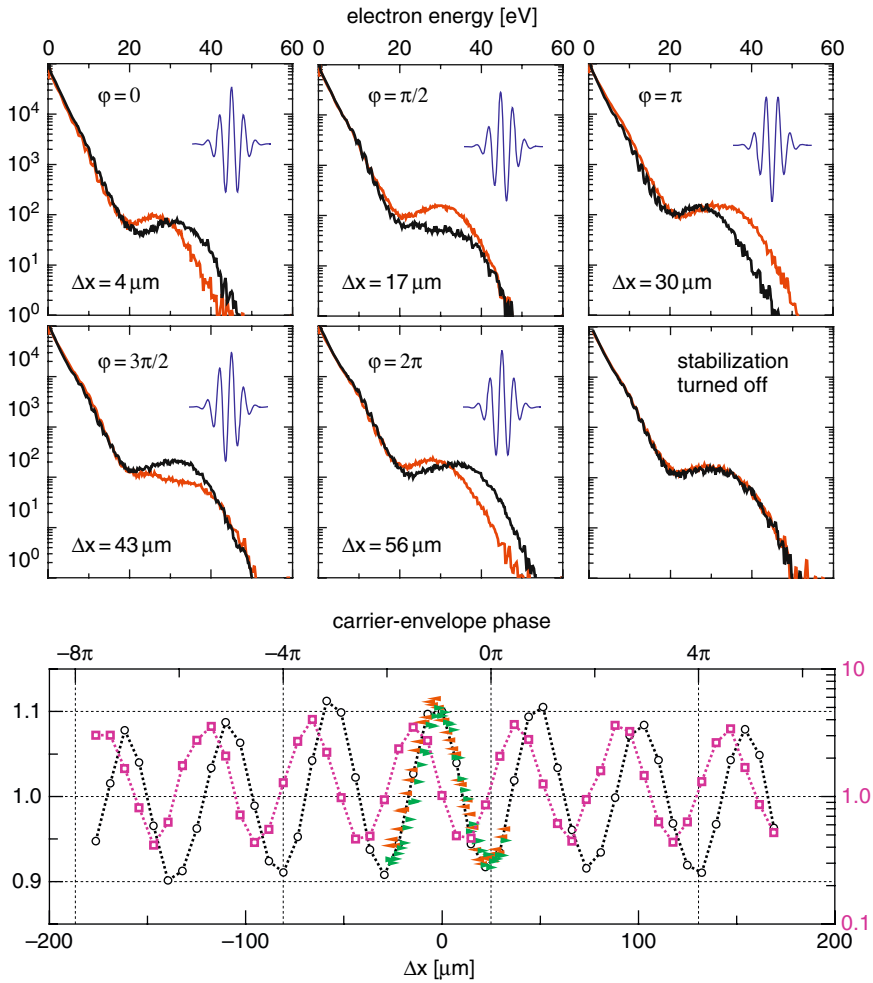 electron energy [eV]
0 20 40 60 0 20 40 60 0 20 40 60
10⁴
10³
10²
10¹
10⁰
φ = 0
Δx = 4 μm
φ = π/2
Δx = 17 μm
φ = π
Δx = 30 μm
10⁴
10³
10²
10¹
10⁰
φ = 3π/2
Δx = 43 μm
φ = 2π
Δx = 56 μm
stabilization
turned off
carrier-envelope phase
−8π −4π 0π 4π
1.1
1.0
0.9
10
1.0
0.1
−200 −100 0 100 200
Δx [μm]